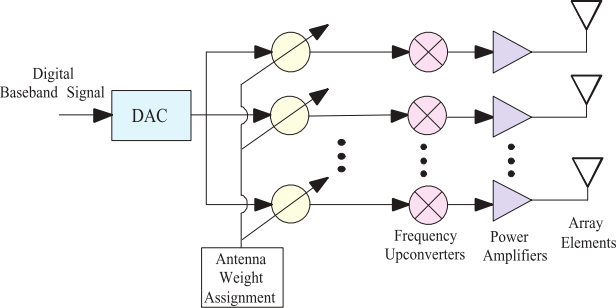 Digital
Baseband Signal
DAC
Antenna
Weight
Assignment
Frequency
Upconverters
Power
Amplifiers
Array
Elements